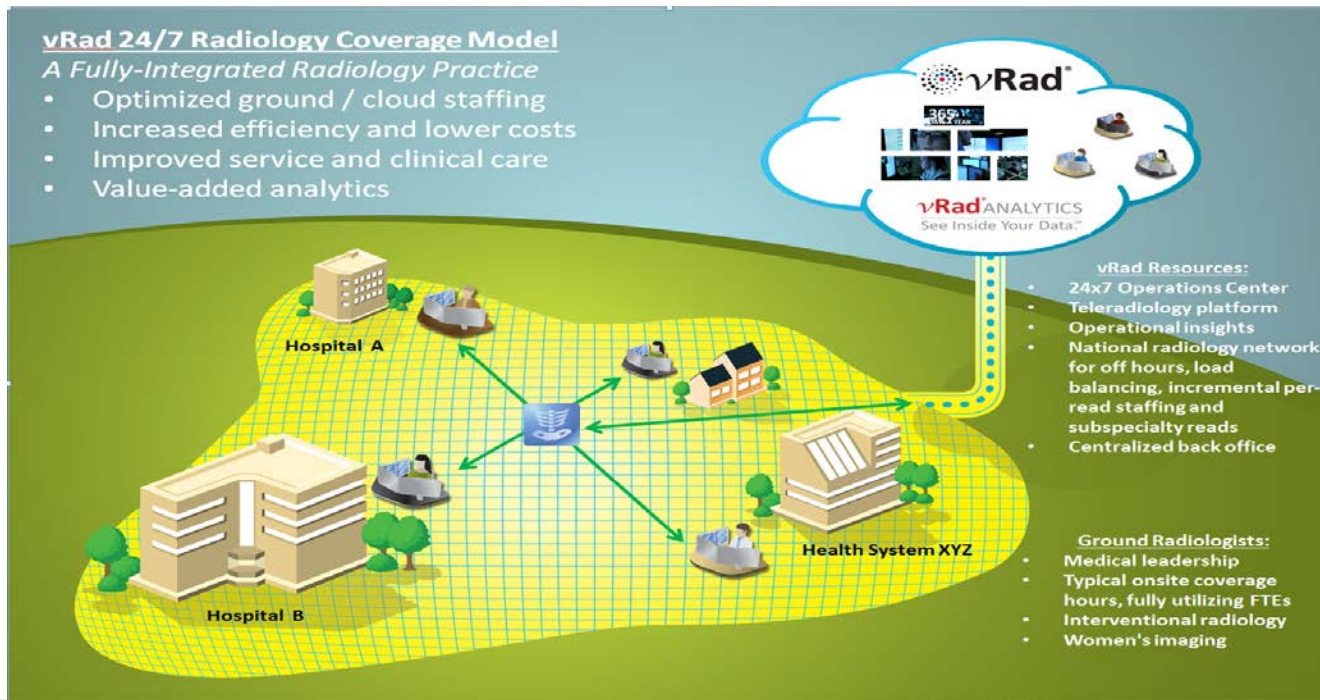 vRad 24/7 Radiology Coverage Model
A Fully-Integrated Radiology Practice
• Optimized ground / cloud staffing
• Increased efficiency and lower costs
• Improved service and clinical care
• Value-added analytics
vRad®
365
vRad® ANALYTICS
See Inside Your Data.™
vRad Resources:
• 24x7 Operations Center
• Teleradiology platform
• Operational insights
• National radiology network
for off hours, load
balancing, incremental per-
read staffing and
subspecialty reads
• Centralized back office
Hospital A
Hospital B
Health System XYZ
Ground Radiologists:
• Medical leadership
• Typical onsite coverage
hours, fully utilizing FTEs
• Interventional radiology
• Women's imaging